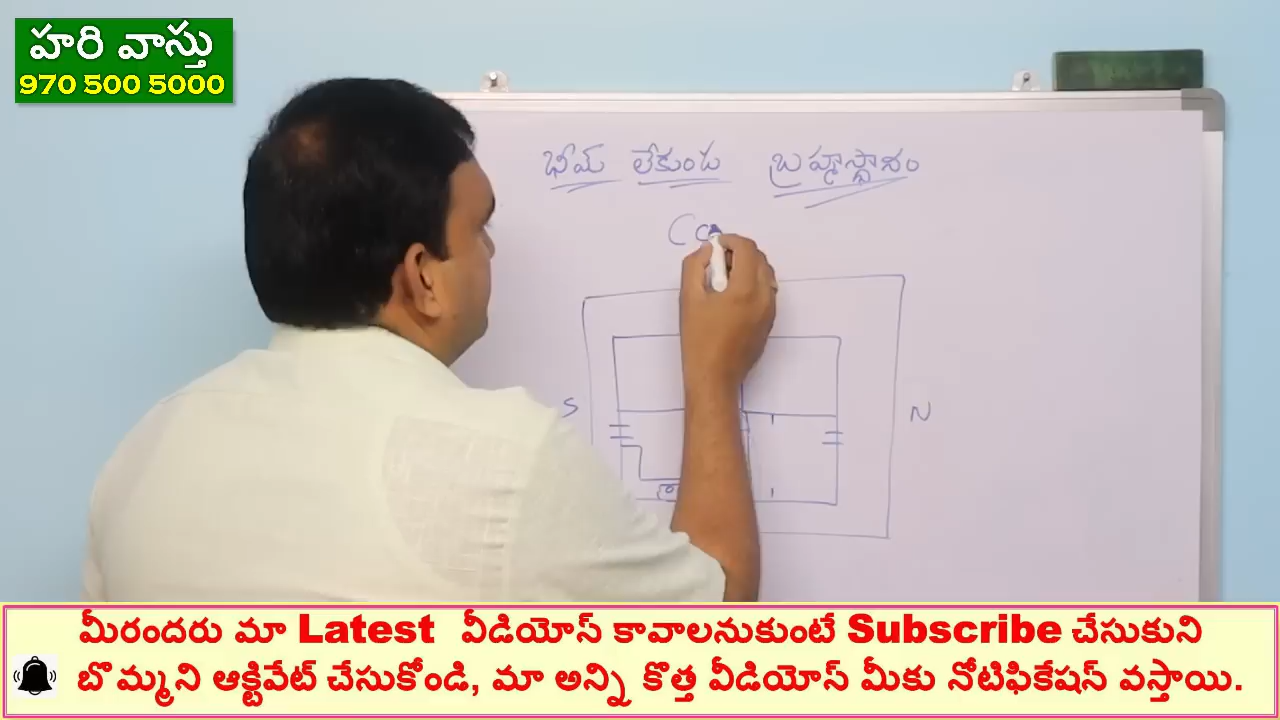 హరి వాస్తు
970 500 5000
భీమ్ లేకుండ బ్రహ్మస్థానం
S
N
మీరందరు మా Latest వీడియోస్ కావాలనుకుంటే Subscribe చేసుకుని
బొమ్మని ఆక్టివేట్ చేసుకోండి, మా అన్ని కొత్త వీడియోస్ మీకు నోటిఫికేషన్ వస్తాయి.